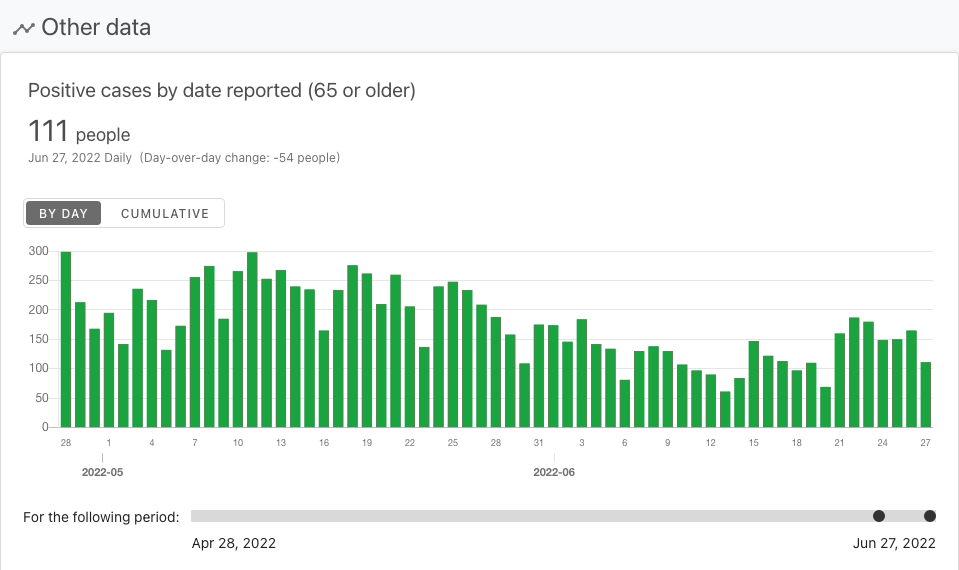 Other data
Positive cases by date reported (65 or older)
111 people
Jun 27, 2022 Daily (Day-over-day change: -54 people)
BY DAY CUMULATIVE
300
250
200
150
100
50
0
28 1 4 7 10 13 16 19 22 25 28 31 3 6 9 12 15 18 21 24 27
2022-05 2022-06
For the following period:
Apr 28, 2022 Jun 27, 2022